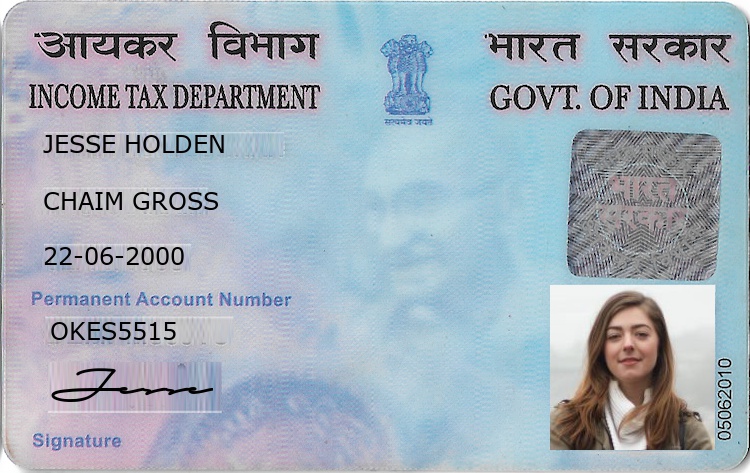 आयकर विभाग भारत सरकार
INCOME TAX DEPARTMENT GOVT. OF INDIA
सत्यमेव जयते
JESSE HOLDEN
CHAIM GROSS
22-06-2000
भारत
सरकार
Permanent Account Number
OKES5515
Jesse
Signature
05062010